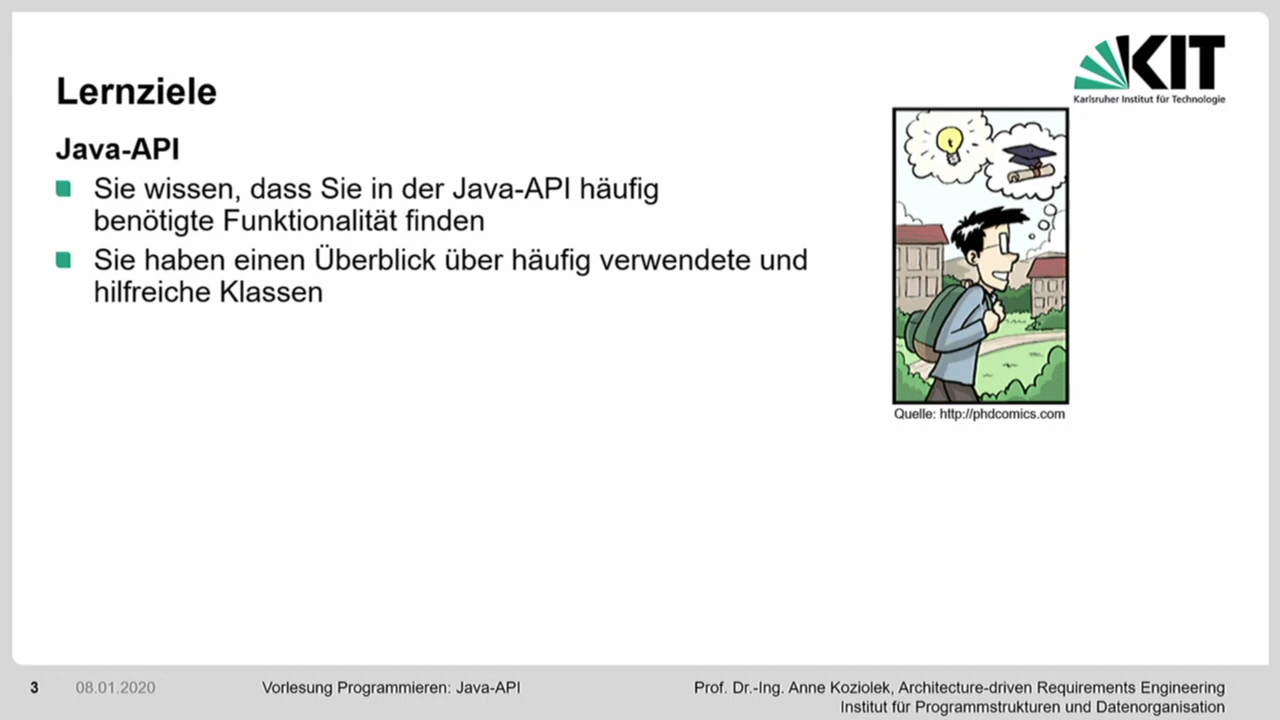 KIT
Karlsruher Institut für Technologie
Lernziele
Java-API
Sie wissen, dass Sie in der Java-API häufig
benötigte Funktionalität finden
Sie haben einen Überblick über häufig verwendete und
hilfreiche Klassen
Quelle: http://phdcomics.com
3 08.01.2020 Vorlesung Programmieren: Java-API Prof. Dr.-Ing. Anne Koziolek, Architecture-driven Requirements Engineering
Institut für Programmstrukturen und Datenorganisation